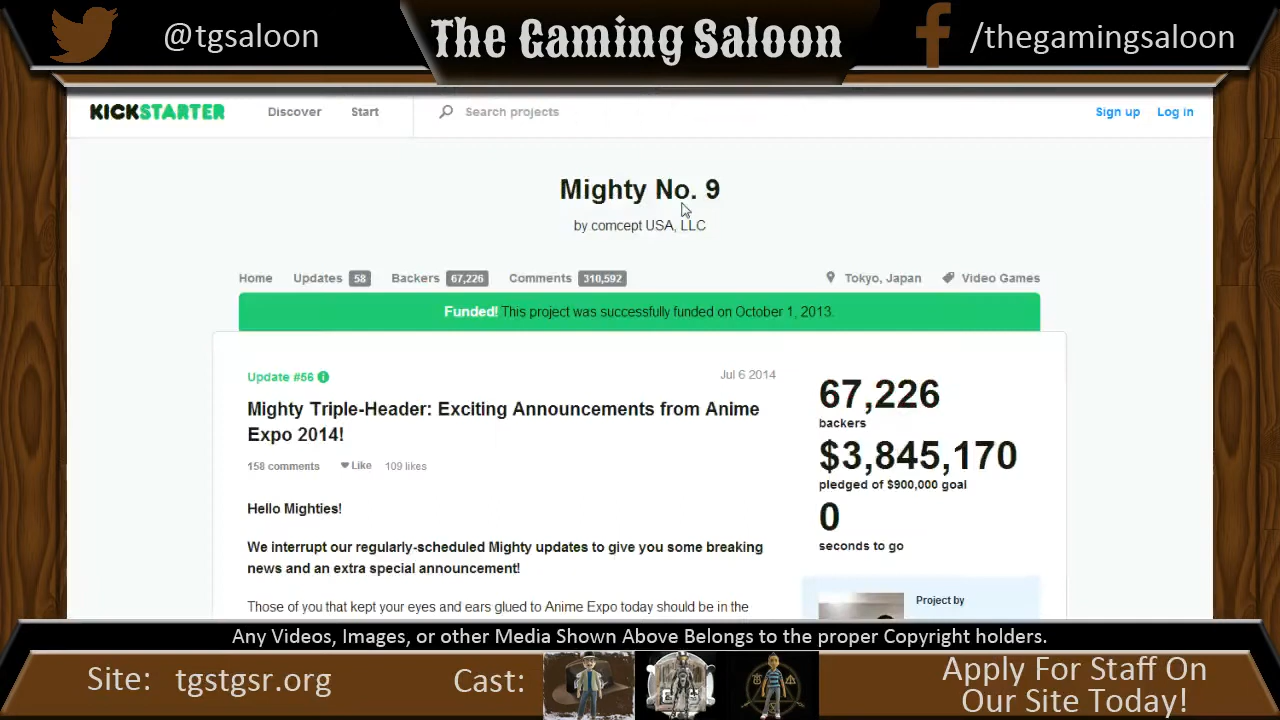 @tgsaloon
The Gaming Saloon
/thegamingsaloon
KICKSTARTER
Discover
Start
Search projects
Sign up
Log in
Mighty No. 9
by comcept USA, LLC
Home
Updates 58
Backers 67,226
Comments 310,592
Tokyo, Japan
Video Games
Funded! This project was successfully funded on October 1, 2013.
Update #56
Jul 6 2014
Mighty Triple-Header: Exciting Announcements from Anime
Expo 2014!
158 comments
Like
109 likes
Hello Mighties!
We interrupt our regularly-scheduled Mighty updates to give you some breaking
news and an extra special announcement!
Those of you that kept your eyes and ears glued to Anime Expo today should be in the
67,226
backers
$3,845,170
pledged of $900,000 goal
0
seconds to go
Project by
Any Videos, Images, or other Media Shown Above Belongs to the proper Copyright holders.
Site: tgstgsr.org
Cast:
Apply For Staff On
Our Site Today!